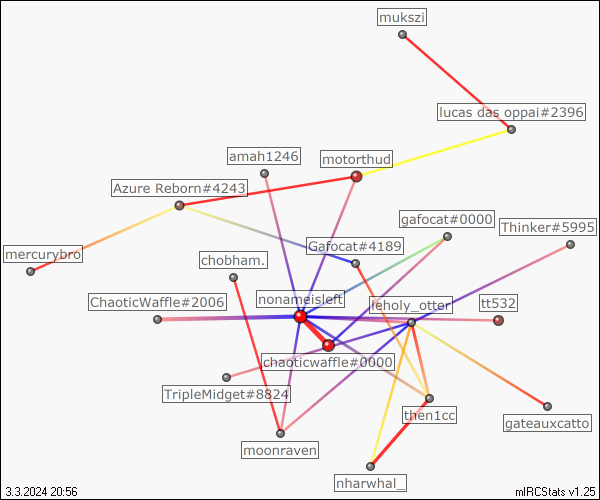 mukszi
lucas das oppai#2396
amah1246
motorthud
Azure Reborn#4243
gafocat#0000
Thinker#5995
Gafocat#4189
mercurybro
chobham.
ChaoticWaffle#2006
nonameisleft
leholy_otter
tt532
chaoticwaffle#0000
TripleMidget#8824
then1cc
gateauxcatto
moonraven
nharwhal_
3.3.2024 20:56
mIRCStats v1.25